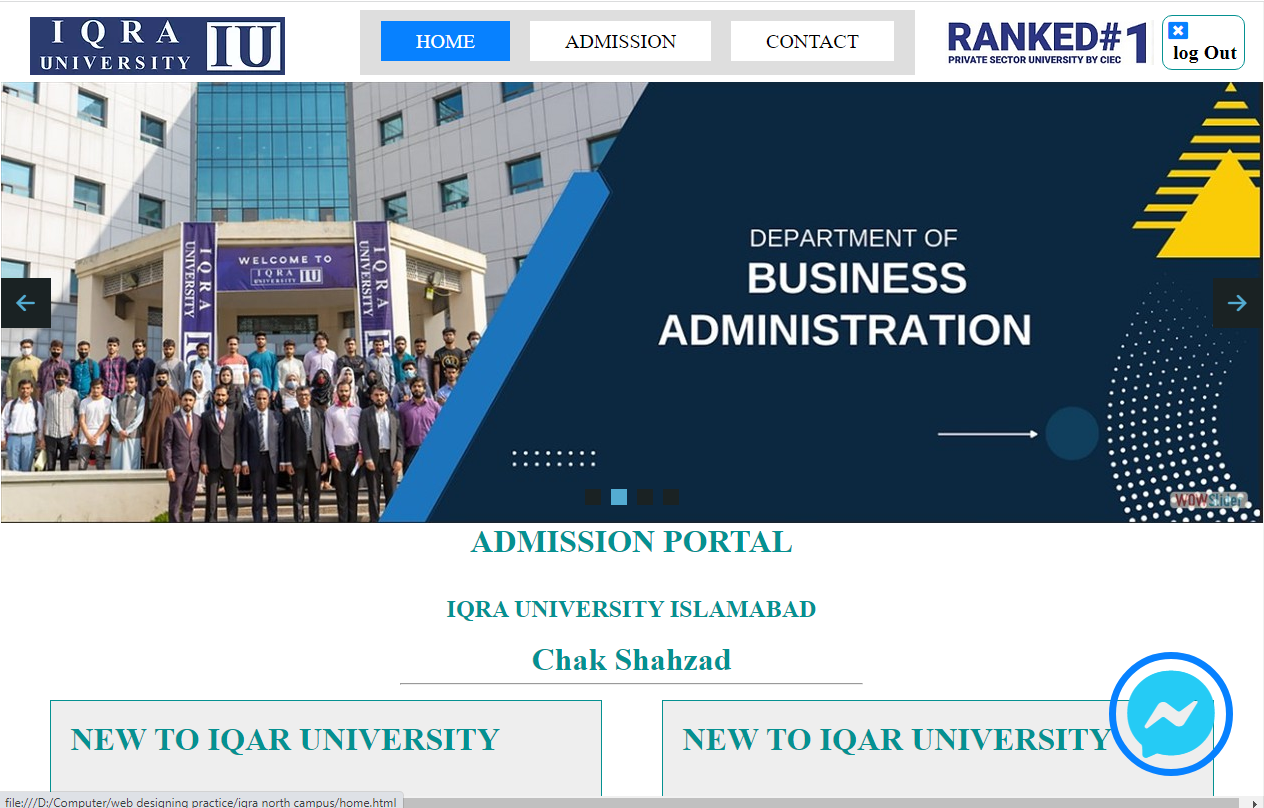 IQRA
UNIVERSITY IU
HOME
ADMISSION
CONTACT
RANKED#1
PRIVATE SECTOR UNIVERSITY BY CIEC
log Out
WELCOME TO
IQRA
UNIVERSITY IU
IQRA
UNIVERSITY
IQRA
UNIVERSITY
DEPARTMENT OF
BUSINESS
ADMINISTRATION
WOWSlider
ADMISSION PORTAL
IQRA UNIVERSITY ISLAMABAD
Chak Shahzad
NEW TO IQAR UNIVERSITY
NEW TO IQAR UNIVERSITY
file:///D:/Computer/web designing practice/iqra north campus/home.html